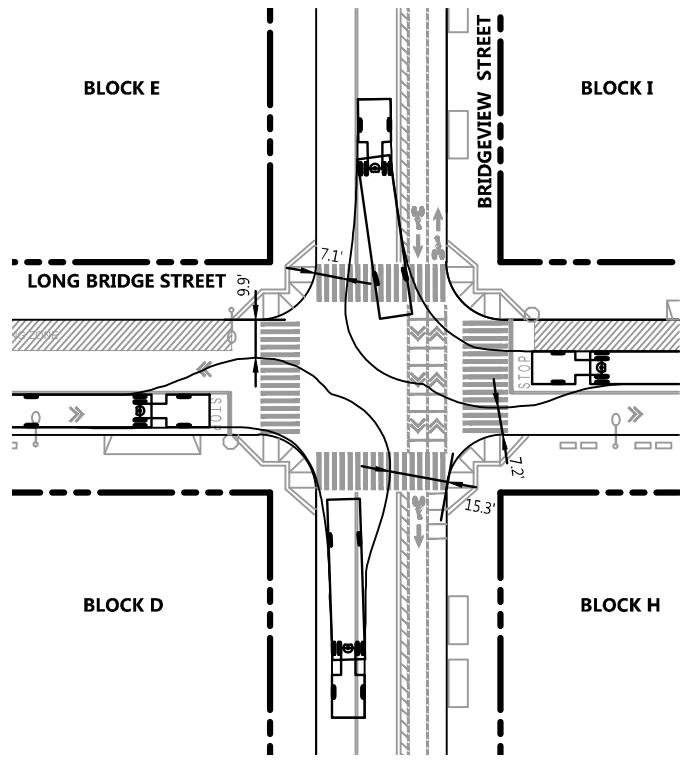 BLOCK E
BLOCK I
BRIDGEVIEW STREET
7.1'
LONG BRIDGE STREET
9.9'
STOP
STOP
7.2'
15.3'
BLOCK D
BLOCK H